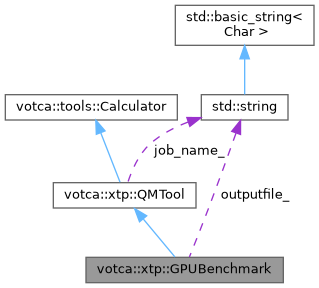 std::basic_string<
Char >
votca::tools::Calculator
std::string
job_name_
votca::xtp::QMTool
outputfile_
votca::xtp::GPUBenchmark